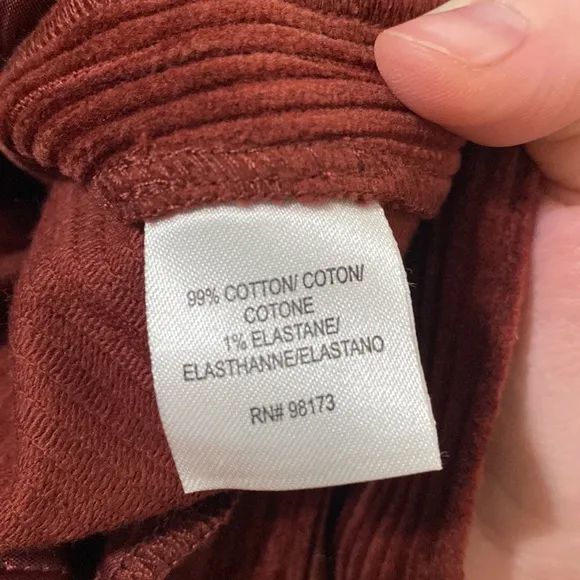 99% COTTON/ COTON/
COTONE
1% ELASTANE/
ELASTHANNE/ELASTANO
RN# 98173